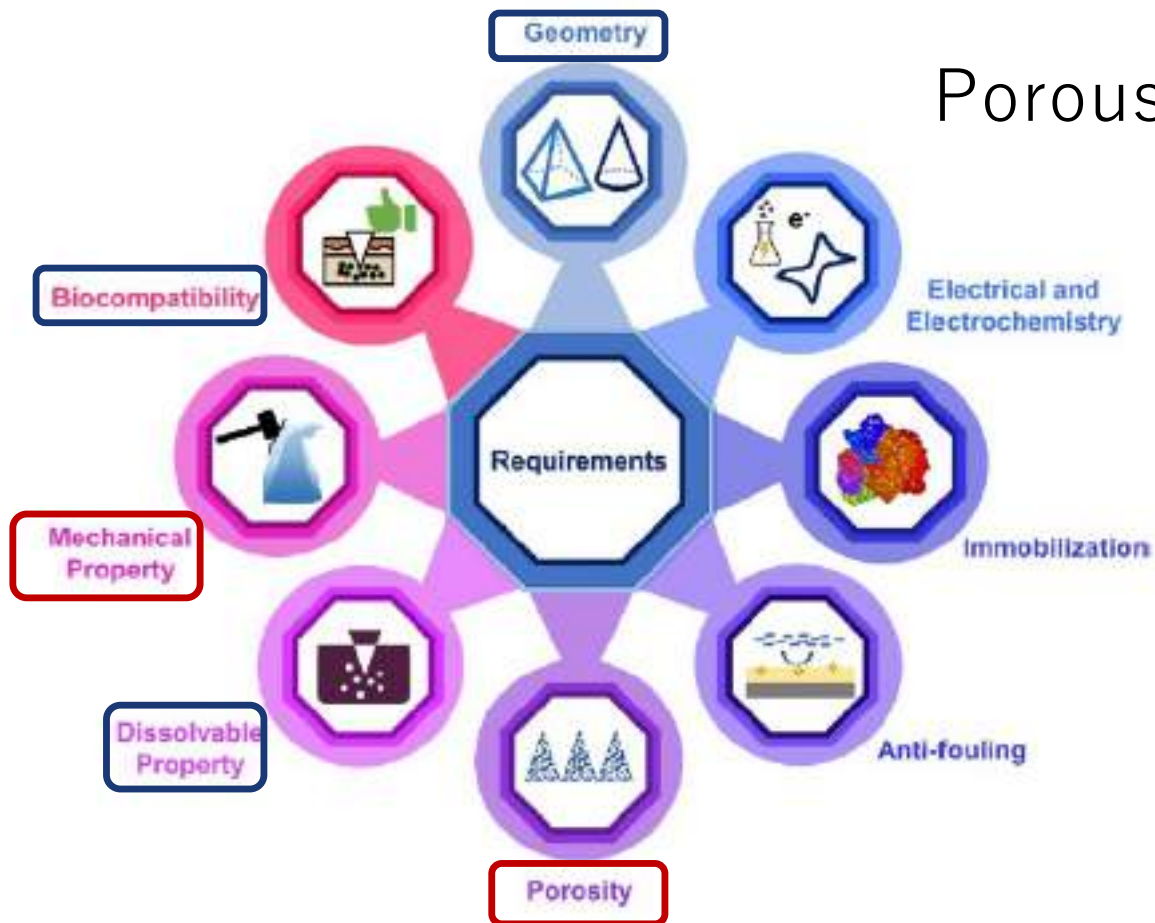 Geometry
Porous
e⁻
Biocompatibility
Electrical and
Electrochemistry
Requirements
Mechanical
Property
Immobilization
Dissolvable
Property
Anti-fouling
Porosity